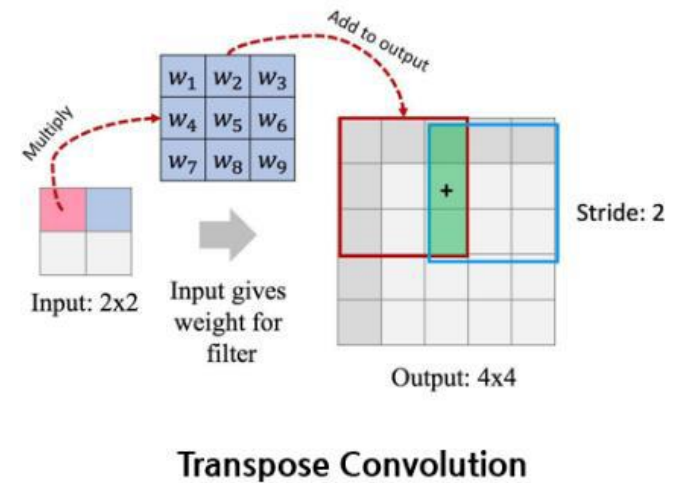 Add to output
Multiply
w1 w2 w3
w4 w5 w6
w7 w8 w9
+
Stride: 2
Input: 2x2
Input gives
weight for
filter
Output: 4x4
Transpose Convolution